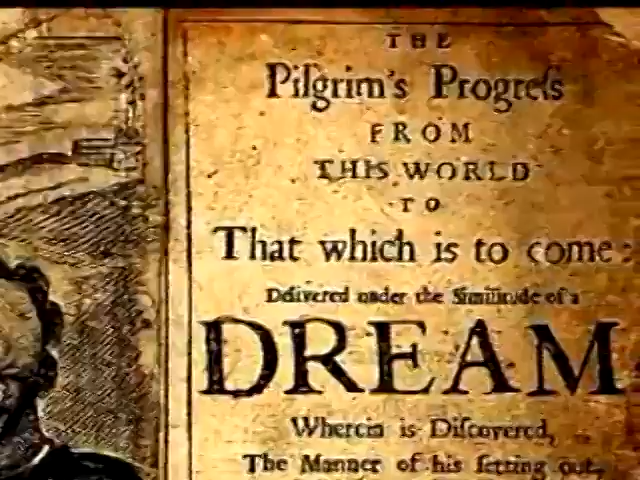 THE
Pilgrim's Progreſs
FROM
THIS WORLD
TO
That which is to come:
Delivered under the Similitude of a
DREAM
Wherein is Diſcovered,
The Manner of his ſetting out,